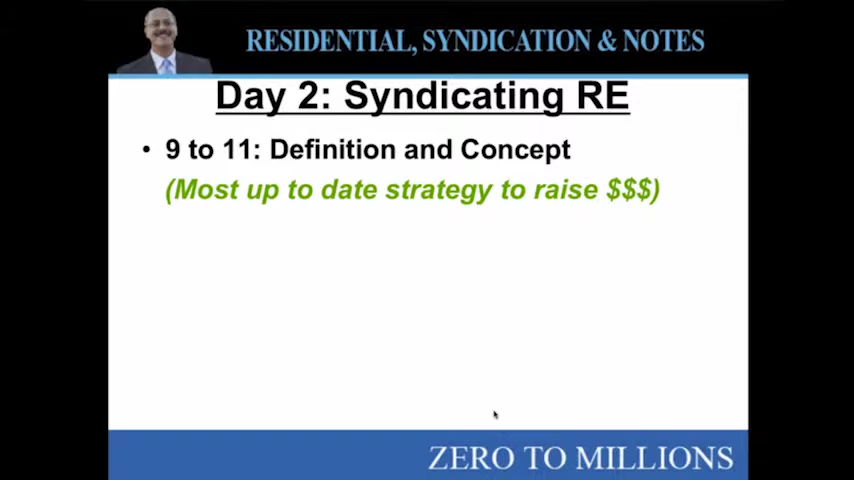 RESIDENTIAL, SYNDICATION & NOTES
Day 2: Syndicating RE
• 9 to 11: Definition and Concept
(Most up to date strategy to raise $$$)
ZERO TO MILLIONS